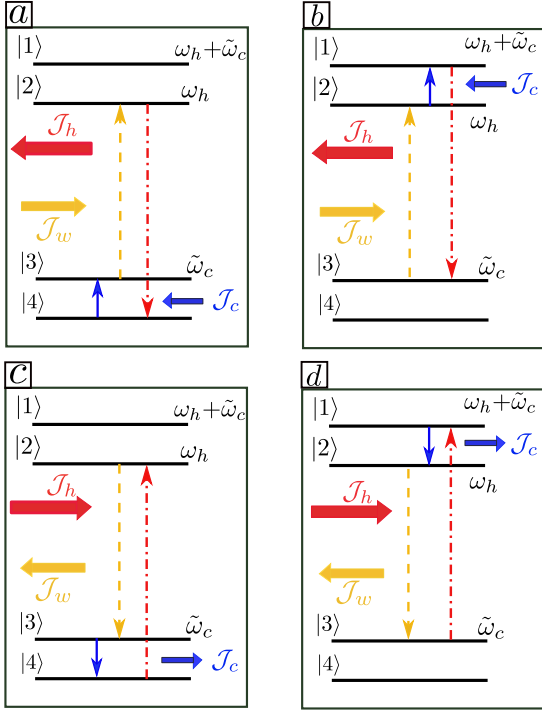 a
|1⟩ ω_h+ω̃_c
|2⟩ ω_h
𝒥_h
𝒥_w
|3⟩ ω̃_c
|4⟩ 𝒥_c
b
|1⟩ ω_h+ω̃_c
𝒥_c
|2⟩ ω_h
𝒥_h
𝒥_w
|3⟩ ω̃_c
|4⟩
c
|1⟩ ω_h+ω̃_c
|2⟩ ω_h
𝒥_h
𝒥_w
|3⟩ ω̃_c
|4⟩ 𝒥_c
d
|1⟩ ω_h+ω̃_c
𝒥_c
|2⟩ ω_h
𝒥_h
𝒥_w
|3⟩ ω̃_c
|4⟩